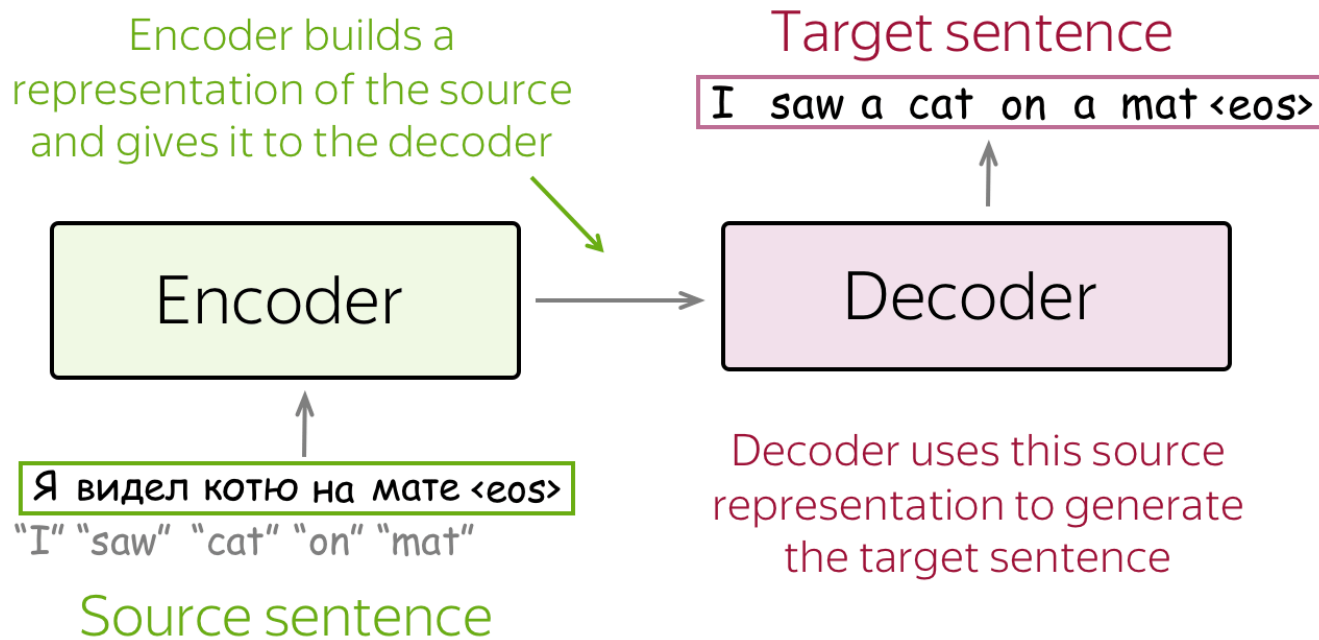 Encoder builds a
representation of the source
and gives it to the decoder
Target sentence
I saw a cat on a mat <eos>
Encoder
Decoder
Я видел котю на мате <eos>
“I” “saw” “cat” “on” “mat”
Source sentence
Decoder uses this source
representation to generate
the target sentence